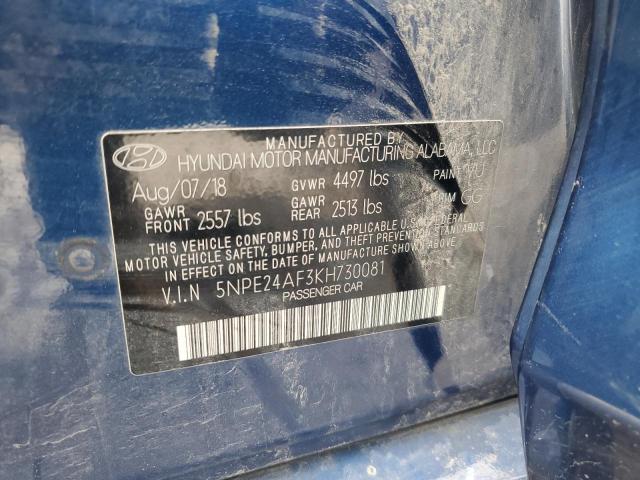 MANUFACTURED BY
HYUNDAI MOTOR MANUFACTURING ALABAMA, LLC
Aug/07/18 GVWR 4497 lbs PAINT
GAWR FRONT 2557 lbs GAWR REAR 2513 lbs TRIM GG
THIS VEHICLE CONFORMS TO ALL APPLICABLE U.S.A. FEDERAL
MOTOR VEHICLE SAFETY, BUMPER, AND THEFT PREVENTION STANDARDS
IN EFFECT ON THE DATE OF MANUFACTURE SHOWN ABOVE.
V.I.N 5NPE24AF3KH730081
PASSENGER CAR